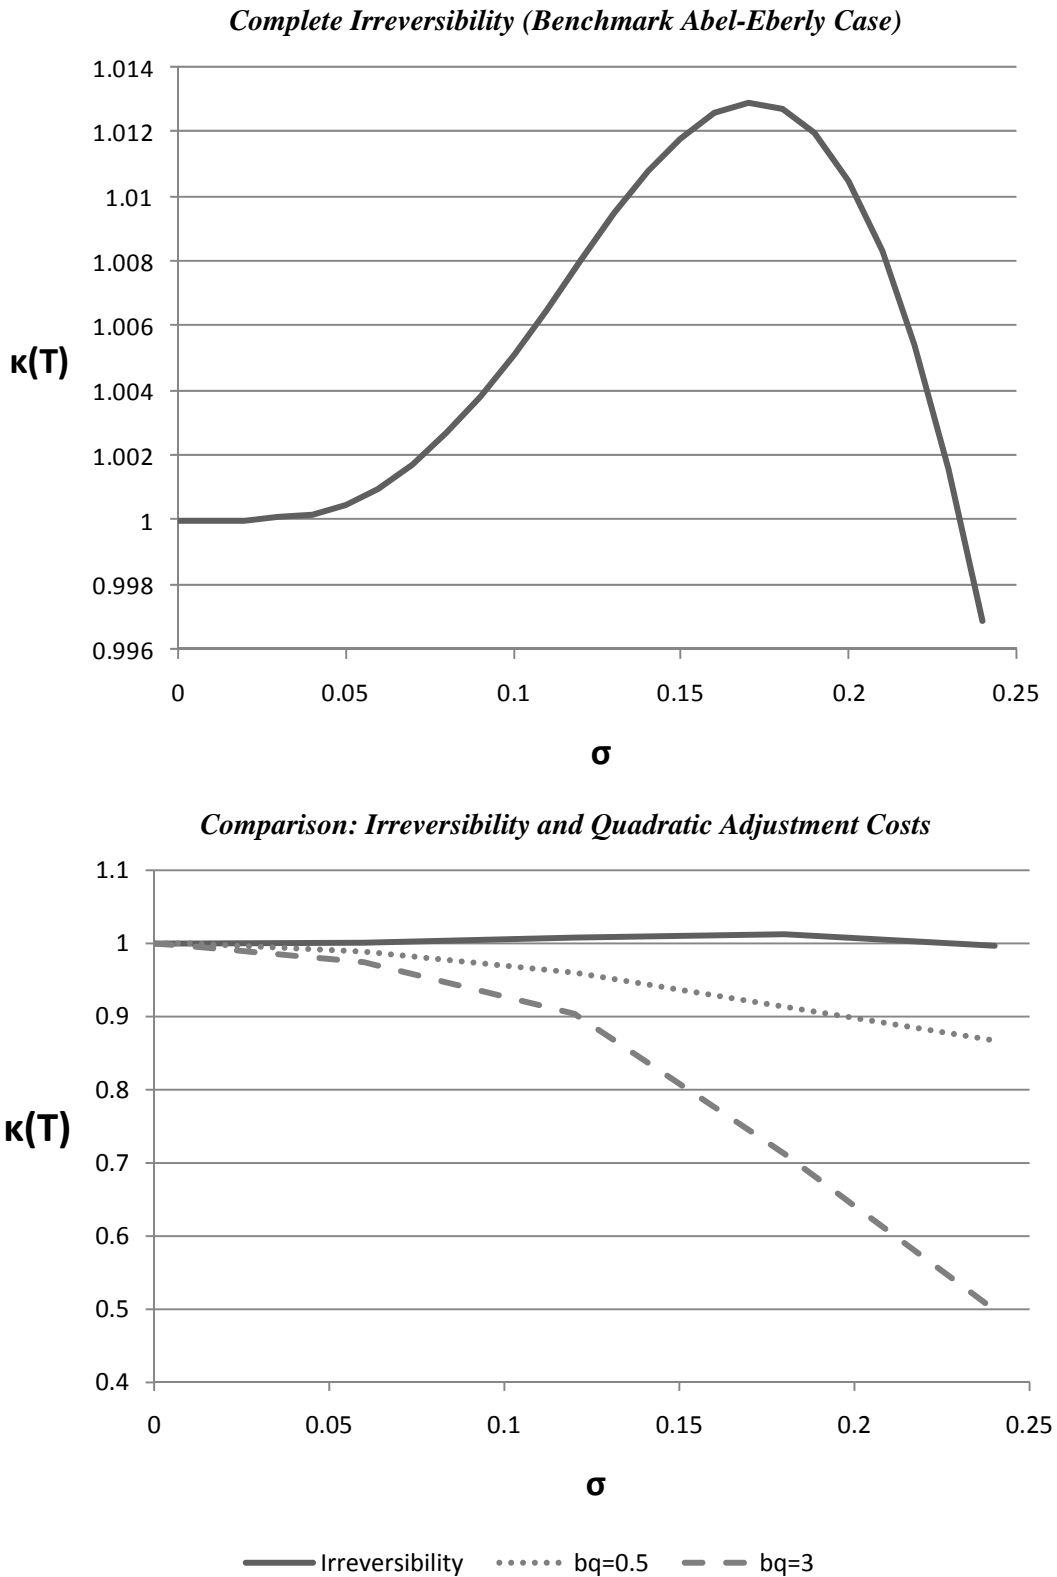 Complete Irreversibility (Benchmark Abel-Eberly Case)
1.014
1.012
1.01
1.008
1.006
1.004
1.002
1
0.998
0.996
κ(T)
0 0.05 0.1 0.15 0.2 0.25
σ
Comparison: Irreversibility and Quadratic Adjustment Costs
1.1
1
0.9
0.8
0.7
0.6
0.5
0.4
κ(T)
0 0.05 0.1 0.15 0.2 0.25
σ
Irreversibility bq=0.5 bq=3